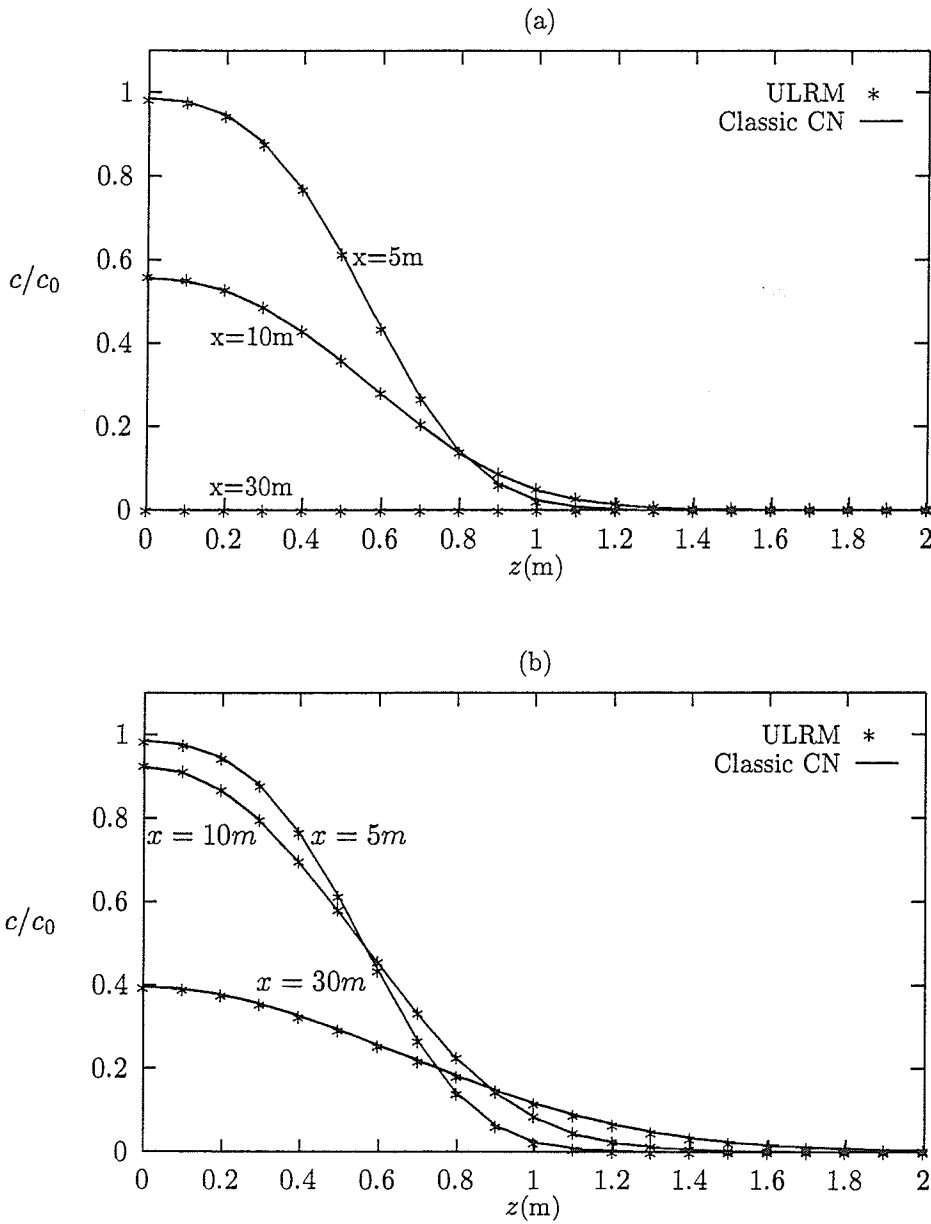 (a)
1
0.8
0.6
0.4
0.2
0
c/c0
ULRM *
Classic CN
x=5m
x=10m
x=30m
0 0.2 0.4 0.6 0.8 1 1.2 1.4 1.6 1.8 2
z(m)
(b)
1
0.8
0.6
0.4
0.2
0
c/c0
ULRM *
Classic CN
x = 10m
x = 5m
x = 30m
0 0.2 0.4 0.6 0.8 1 1.2 1.4 1.6 1.8 2
z(m)